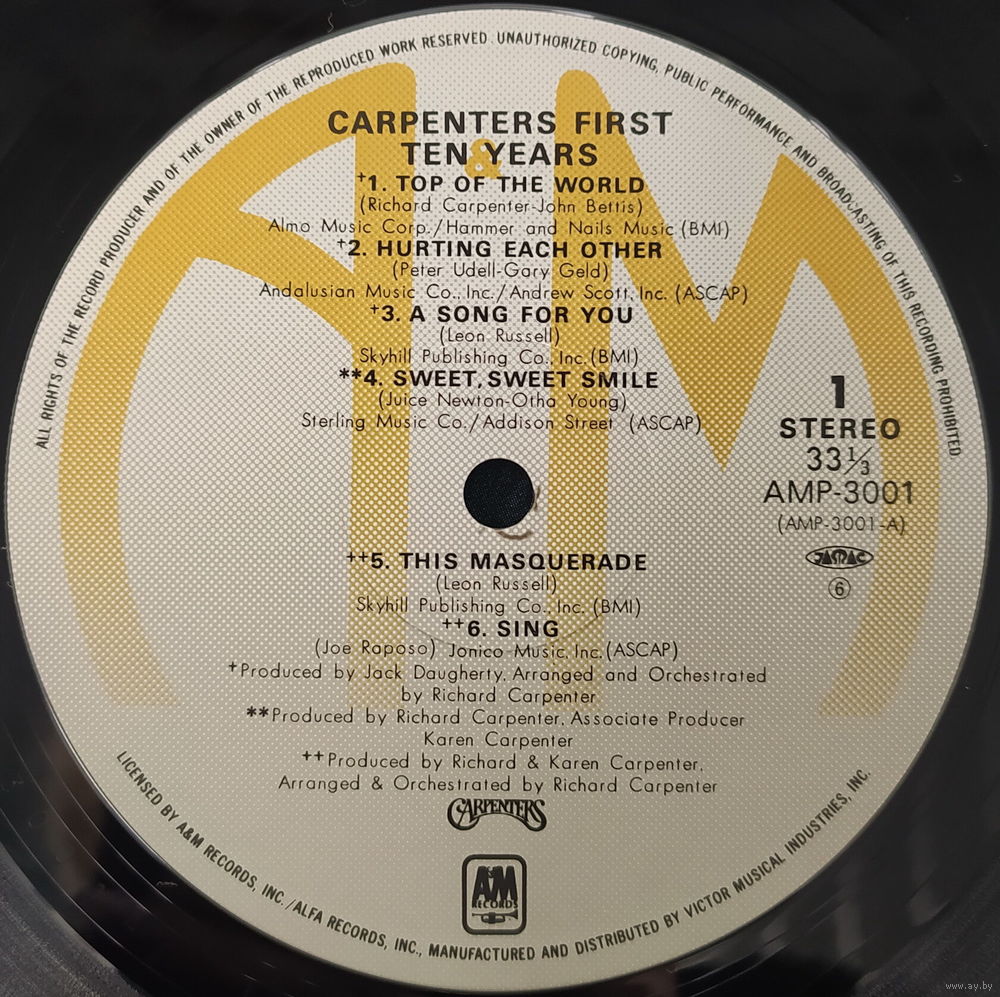 ALL RIGHTS OF THE RECORD PRODUCER AND OF THE OWNER OF THE REPRODUCED WORK RESERVED. UNAUTHORIZED COPYING, PUBLIC PERFORMANCE AND BROADCASTING OF THIS RECORDING PROHIBITED
CARPENTERS FIRST
TEN YEARS
&
+1. TOP OF THE WORLD
(Richard Carpenter-John Bettis)
Almo Music Corp./Hammer and Nails Music (BMI)
+2. HURTING EACH OTHER
(Peter Udell-Gary Geld)
Andalusian Music Co., Inc./Andrew Scott, Inc. (ASCAP)
+3. A SONG FOR YOU
(Leon Russell)
Skyhill Publishing Co., Inc. (BMI)
**4. SWEET, SWEET SMILE
(Juice Newton-Otha Young)
Sterling Music Co./Addison Street (ASCAP)
1
STEREO
33 1/3
AMP-3001
(AMP-3001-A)
JASRAC
⑥
++5. THIS MASQUERADE
(Leon Russell)
Skyhill Publishing Co., Inc. (BMI)
++6. SING
(Joe Raposo) Jonico Music, Inc. (ASCAP)
+Produced by Jack Daugherty, Arranged and Orchestrated
by Richard Carpenter
**Produced by Richard Carpenter, Associate Producer
Karen Carpenter
++Produced by Richard & Karen Carpenter,
Arranged & Orchestrated by Richard Carpenter
CARPENTERS
A&M
RECORDS
LICENSED BY A&M RECORDS, INC./ALFA RECORDS, INC., MANUFACTURED AND DISTRIBUTED BY VICTOR MUSICAL INDUSTRIES, INC.
www.ay.by